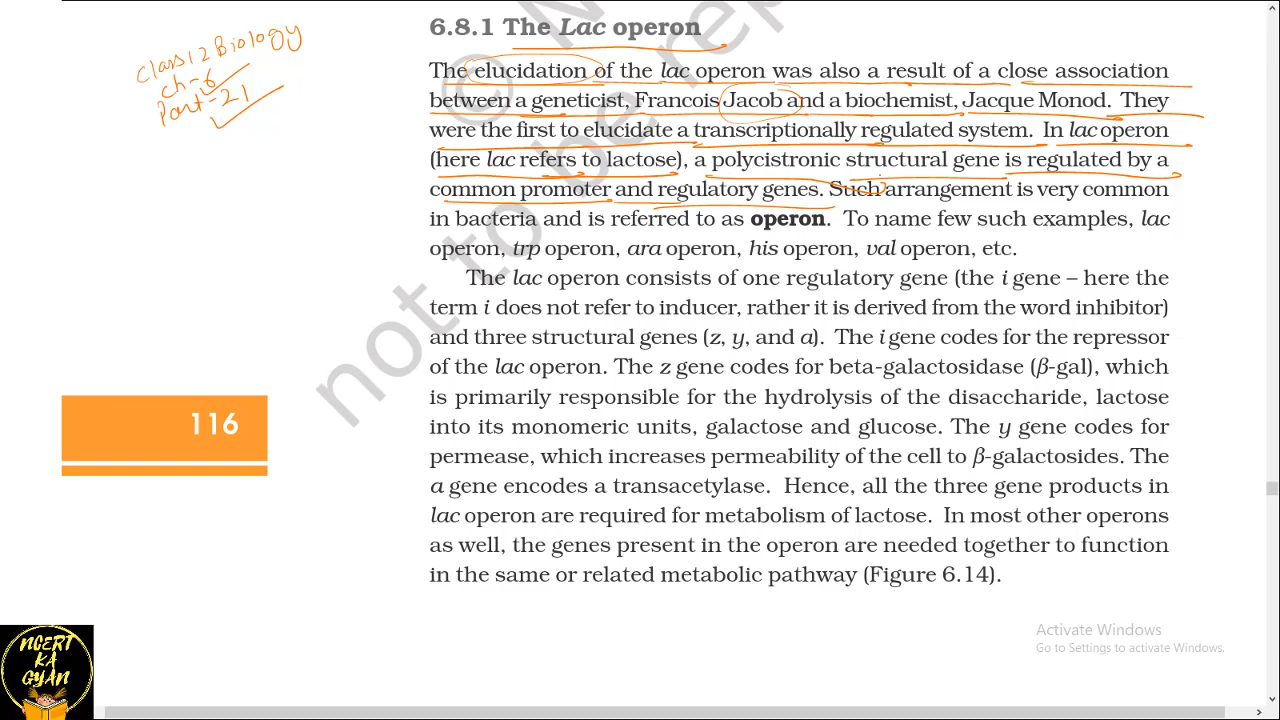 class 12 Biology
ch-6
Part-21
6.8.1 The Lac operon
The elucidation of the lac operon was also a result of a close association
between a geneticist, Francois Jacob and a biochemist, Jacque Monod. They
were the first to elucidate a transcriptionally regulated system. In lac operon
(here lac refers to lactose), a polycistronic structural gene is regulated by a
common promoter and regulatory genes. Such arrangement is very common
in bacteria and is referred to as operon. To name few such examples, lac
operon, trp operon, ara operon, his operon, val operon, etc.
The lac operon consists of one regulatory gene (the i gene – here the
term i does not refer to inducer, rather it is derived from the word inhibitor)
and three structural genes (z, y, and a). The i gene codes for the repressor
of the lac operon. The z gene codes for beta-galactosidase (β-gal), which
is primarily responsible for the hydrolysis of the disaccharide, lactose
into its monomeric units, galactose and glucose. The y gene codes for
permease, which increases permeability of the cell to β-galactosides. The
a gene encodes a transacetylase. Hence, all the three gene products in
lac operon are required for metabolism of lactose. In most other operons
as well, the genes present in the operon are needed together to function
in the same or related metabolic pathway (Figure 6.14).
116
© not to be rep
NCERT
KA
GYAN
Activate Windows
Go to Settings to activate Windows.